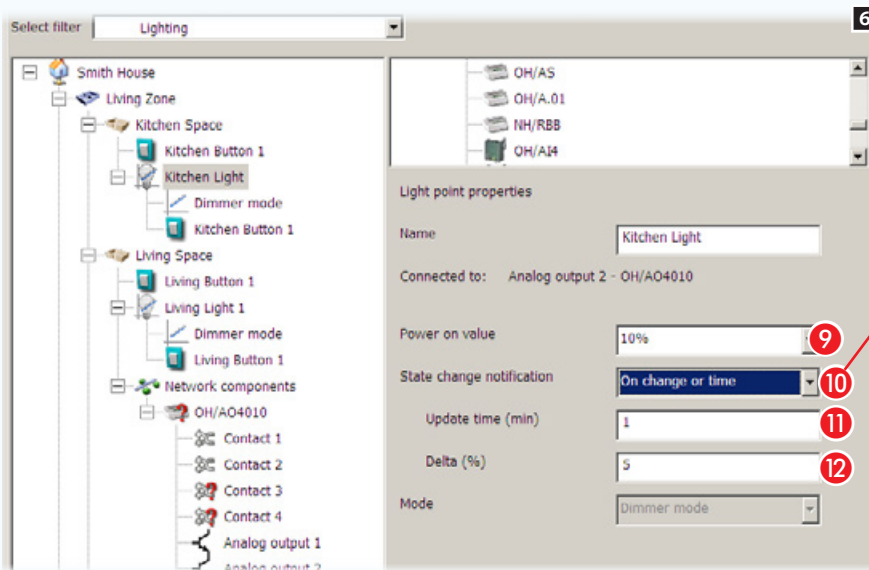 Select filter
Lighting
6
Smith House
Living Zone
Kitchen Space
Kitchen Button 1
Kitchen Light
Dimmer mode
Kitchen Button 1
Living Space
Living Button 1
Living Light 1
Dimmer mode
Living Button 1
Network components
OH/AO4010
Contact 1
Contact 2
Contact 3
Contact 4
Analog output 1
Analog output 2
OH/AS
OH/A.01
NH/RBB
OH/AI4
Light point properties
Name
Kitchen Light
Connected to: Analog output 2 - OH/AO4010
Power on value
10%
9
State change notification
On change or time
10
Update time (min)
1
11
Delta (%)
5
12
Mode
Dimmer mode